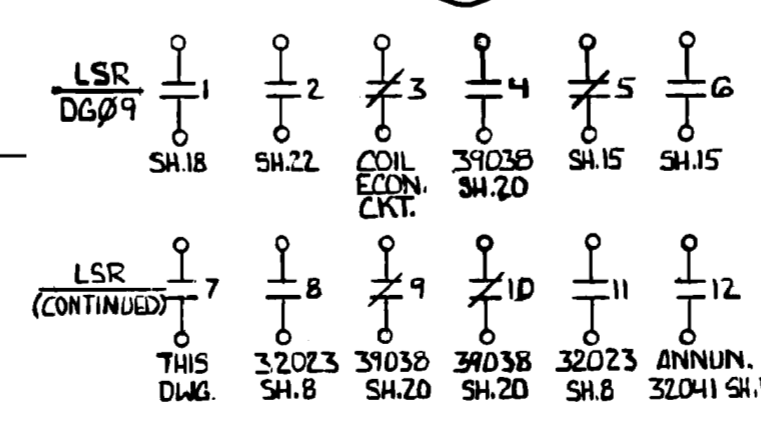 LSR 1 2 3 4 5 6
DGØ9
SH.18 SH.22 COIL 39038 SH.15 SH.15
ECON. SH.20
CKT.
LSR 7 8 9 10 11 12
(CONTINUED)
THIS 32023 39038 39038 32023 ANNUN.
DWG. SH.8 SH.20 SH.20 SH.8 32041 SH.